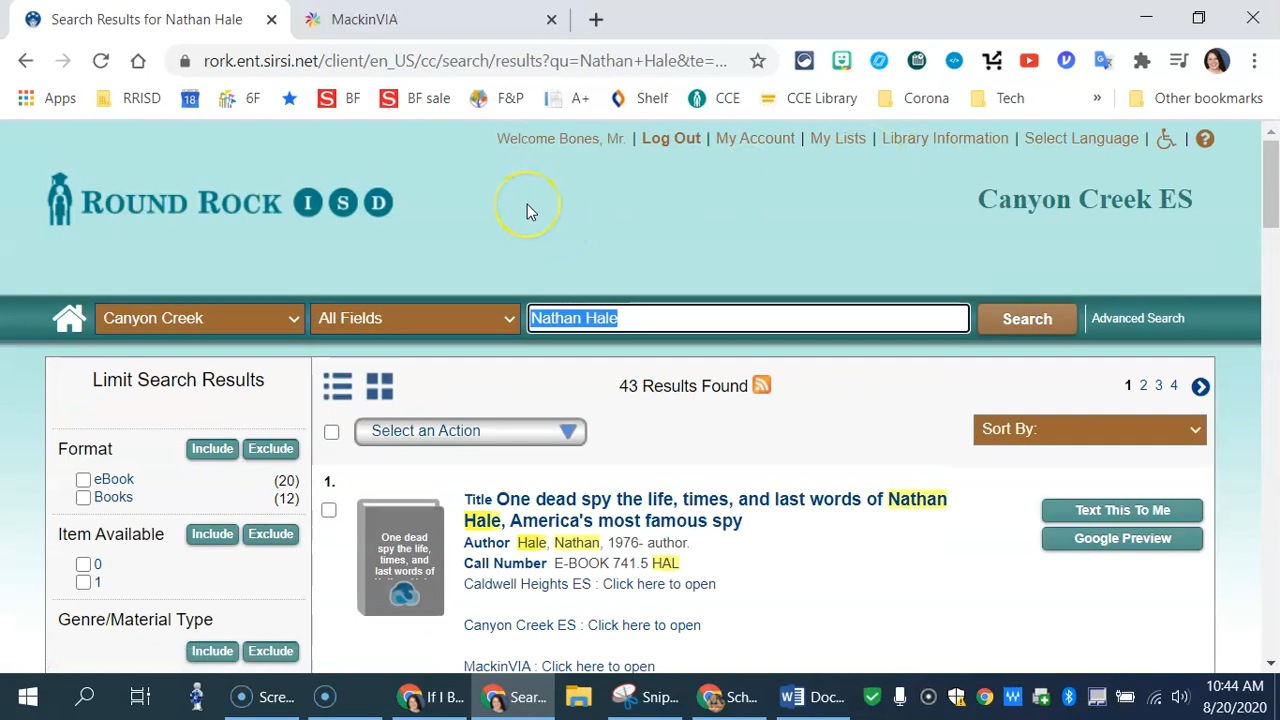 Search Results for Nathan Hale
MackinVIA
rork.ent.sirsi.net/client/en_US/cc/search/results?qu=Nathan+Hale&te=...
Apps RRISD 6F BF BF sale F&P A+ Shelf CCE CCE Library Corona Tech » Other bookmarks
Welcome Bones, Mr. | Log Out | My Account | My Lists | Library Information | Select Language |
ROUND ROCK I S D
Canyon Creek ES
Canyon Creek All Fields Nathan Hale Search Advanced Search
Limit Search Results
43 Results Found
1 2 3 4
Select an Action
Sort By:
Format Include Exclude
eBook (20)
Books (12)
Item Available Include Exclude
0
1
Genre/Material Type
Include Exclude
1.
One dead
spy the life,
times, and
last words of
Title One dead spy the life, times, and last words of Nathan
Hale, America's most famous spy
Author Hale, Nathan, 1976- author.
Call Number E-BOOK 741.5 HAL
Caldwell Heights ES : Click here to open
Canyon Creek ES : Click here to open
MackinVIA : Click here to open
Text This To Me
Google Preview
Scre... If I B... Sear... Snip... Sch... Doc...
10:44 AM
8/20/2020